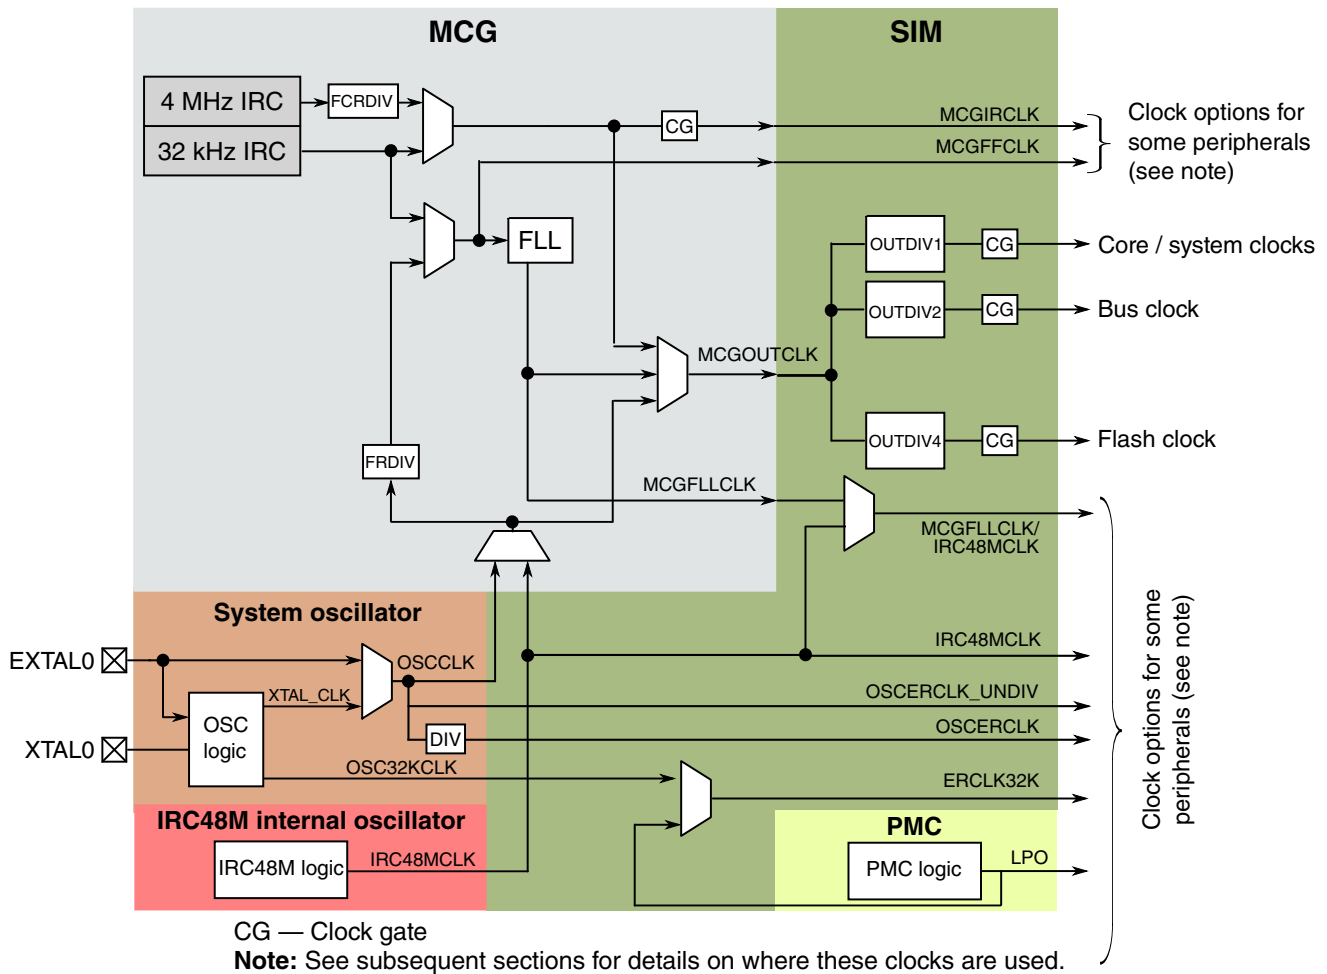 MCG
SIM
4 MHz IRC
FCRDIV
32 kHz IRC
CG
MCGIRCLK
MCGFFCLK
Clock options for
some peripherals
(see note)
FLL
OUTDIV1
CG
Core / system clocks
OUTDIV2
CG
Bus clock
MCGOUTCLK
OUTDIV4
CG
Flash clock
FRDIV
MCGFLLCLK
MCGFLLCLK/
IRC48MCLK
System oscillator
EXTAL0
OSCCLK
IRC48MCLK
XTAL_CLK
OSCERCLK_UNDIV
OSC
logic
XTAL0
DIV
OSCERCLK
OSC32KCLK
ERCLK32K
Clock options for some
peripherals (see note)
IRC48M internal oscillator
PMC
IRC48M logic
IRC48MCLK
PMC logic
LPO
CG — Clock gate
Note: See subsequent sections for details on where these clocks are used.